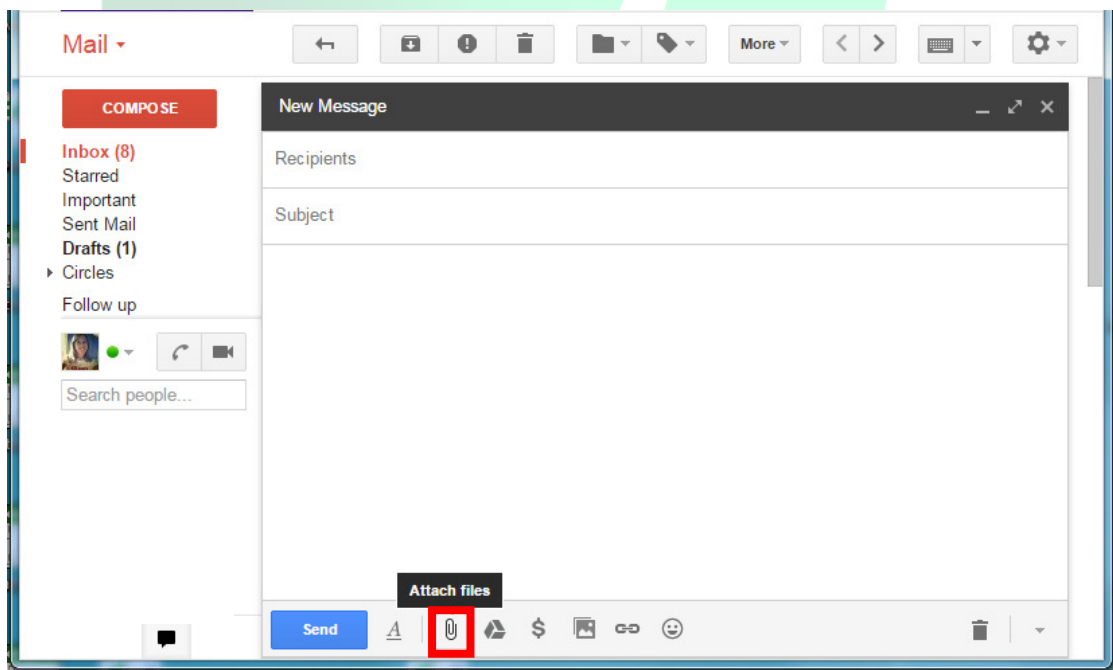 Mail
More
COMPOSE
New Message
Inbox (8)
Starred
Important
Sent Mail
Drafts (1)
Circles
Follow up
Search people...
Recipients
Subject
Attach files
Send A $